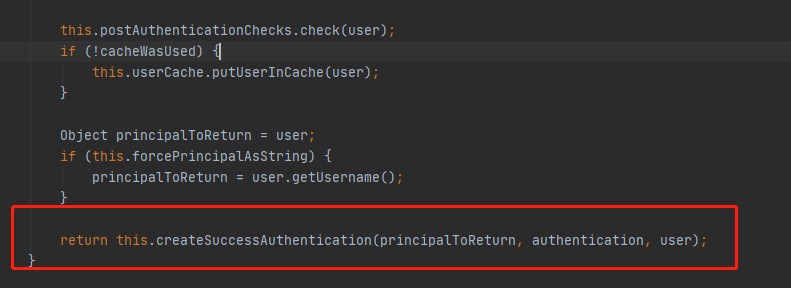 this.postAuthenticationChecks.check(user);
if (!cacheWasUsed) {
this.userCache.putUserInCache(user);
}
Object principalToReturn = user;
if (this.forcePrincipalAsString) {
principalToReturn = user.getUsername();
}
return this.createSuccessAuthentication(principalToReturn, authentication, user);
}